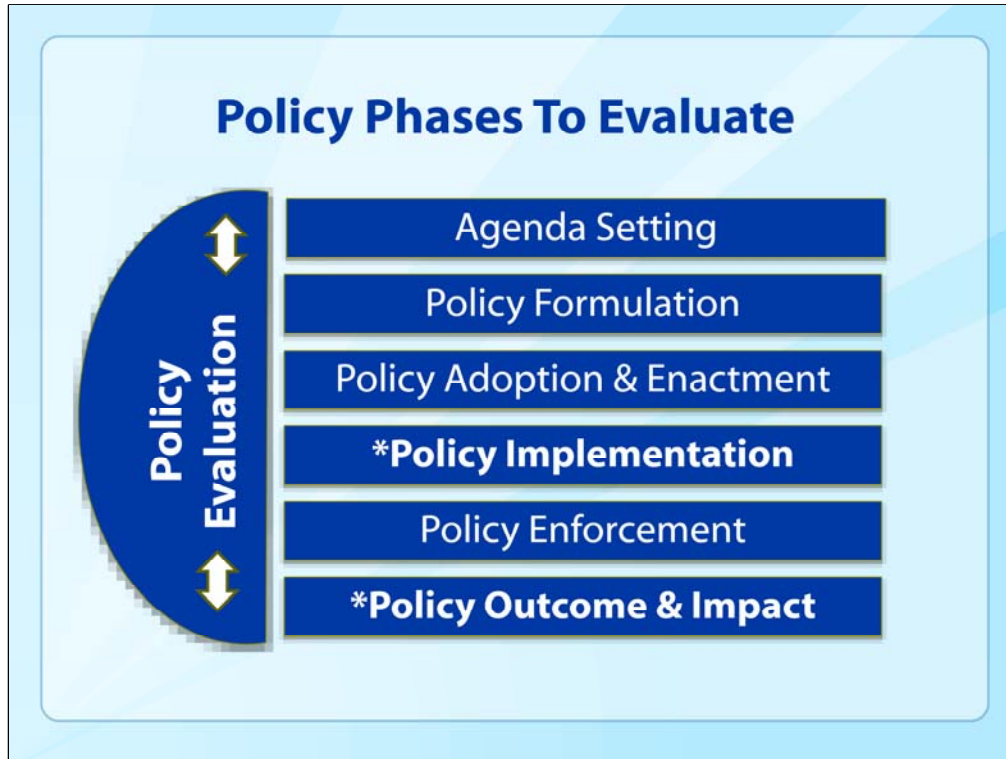 Policy Phases To Evaluate
Policy
Evaluation
Agenda Setting
Policy Formulation
Policy Adoption & Enactment
*Policy Implementation
Policy Enforcement
*Policy Outcome & Impact